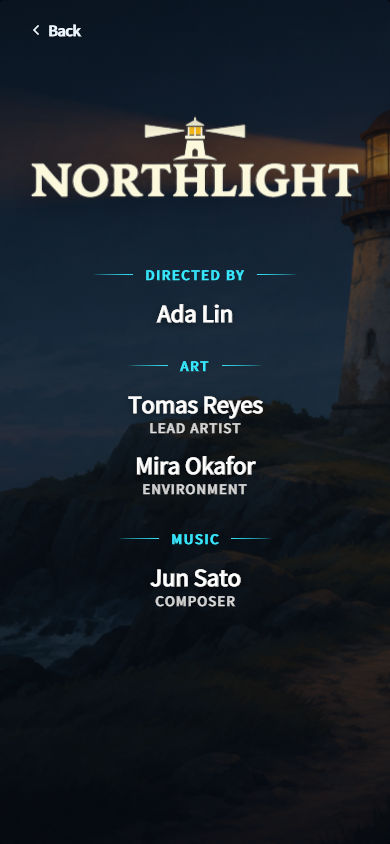 Back
NORTHLIGHT
DIRECTED BY
Ada Lin
ART
Tomas Reyes
LEAD ARTIST
Mira Okafor
ENVIRONMENT
MUSIC
Jun Sato
COMPOSER